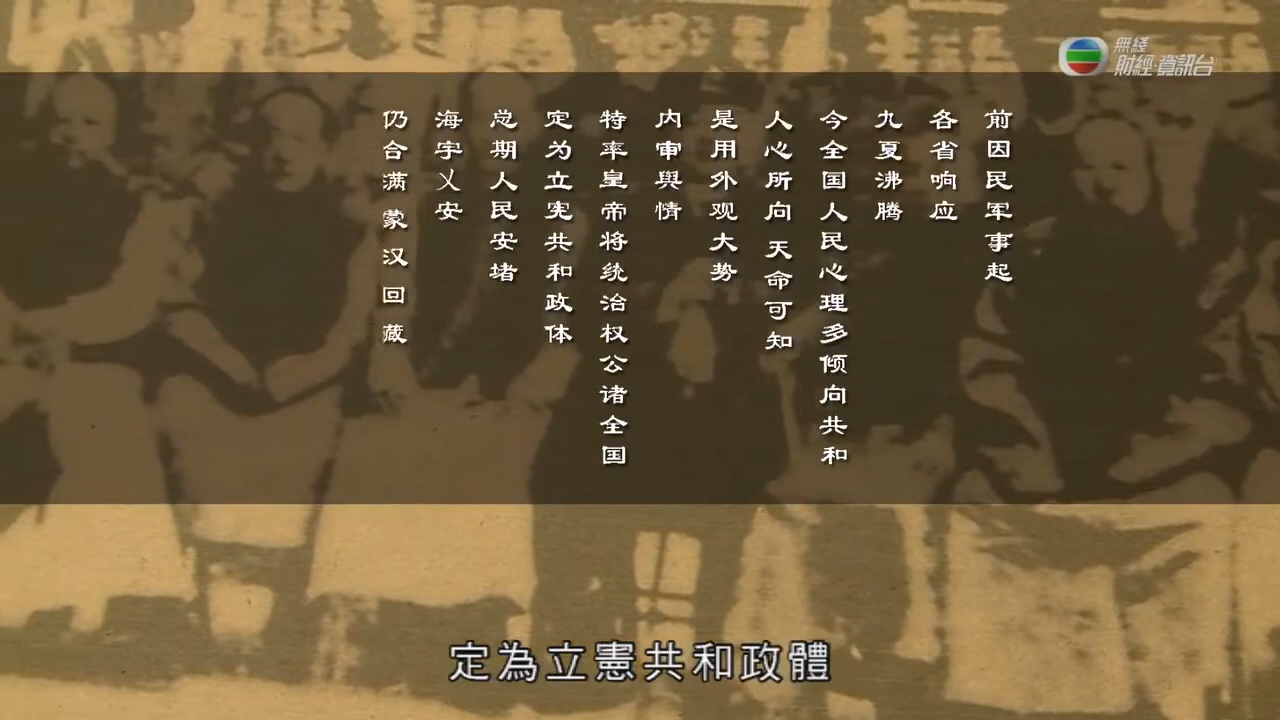 無綫
財經·資訊台
前因民军事起
各省响应
九夏沸腾
今全国人民心理多倾向共和
人心所向 天命可知
是用外观大势
内审舆情
特率皇帝将统治权公诸全国
定为立宪共和政体
总期人民安堵
海宇乂安
仍合满蒙汉回藏
定為立憲共和政體